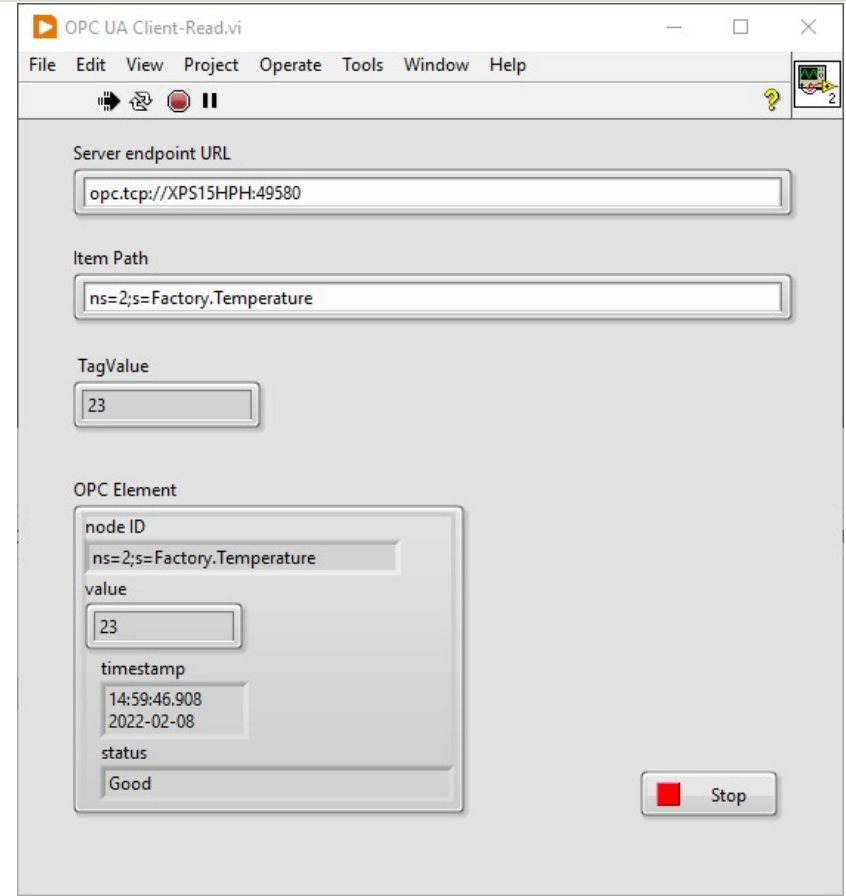 OPC UA Client-Read.vi
File Edit View Project Operate Tools Window Help
2
Server endpoint URL
opc.tcp://XPS15HPH:49580
Item Path
ns=2;s=Factory.Temperature
TagValue
23
OPC Element
node ID
ns=2;s=Factory.Temperature
value
23
timestamp
14:59:46.908
2022-02-08
status
Good
Stop